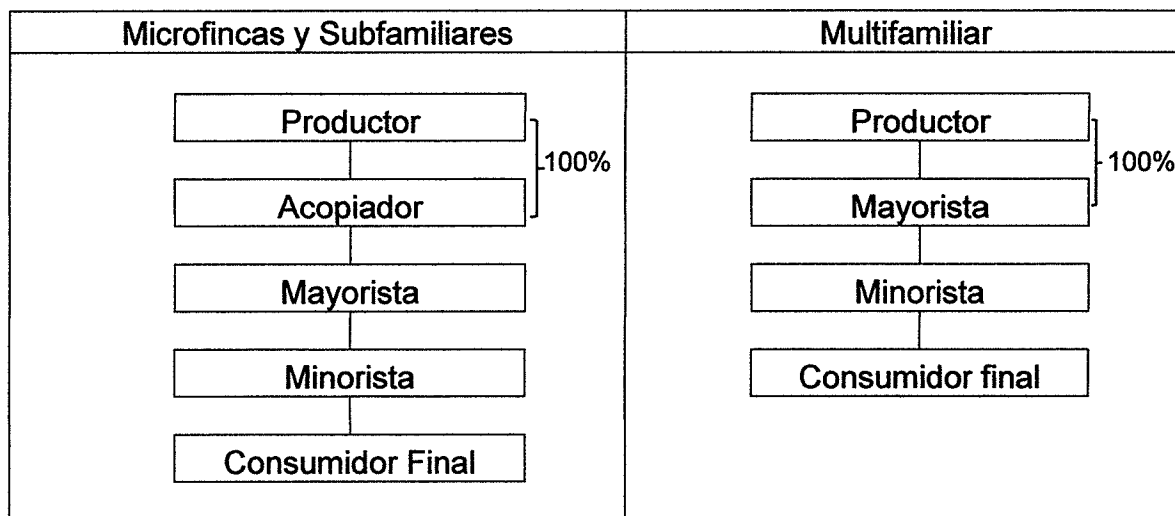 Microfincas y Subfamiliares
Productor
100%
Acopiador
Mayorista
Minorista
Consumidor Final
Multifamiliar
Productor
100%
Mayorista
Minorista
Consumidor final